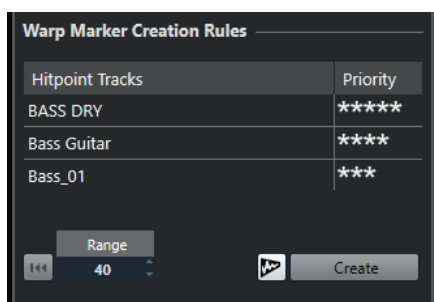 Warp Marker Creation Rules
Hitpoint Tracks Priority
BASS DRY *****
Bass Guitar ****
Bass_01 ***
Range
40 Create